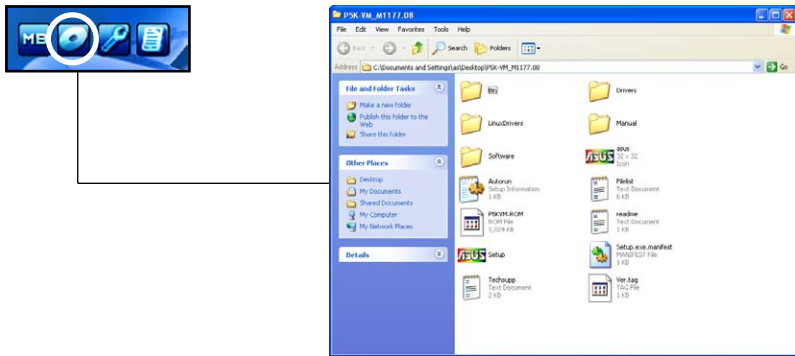 ME
P5K-VM_M1177.08
File Edit View Favorites Tools Help
Back Search Folders
Address C:\Documents and Settings\as\Desktop\P5K-VM_M1177.08 Go
File and Folder Tasks
Make a new folder
Publish this folder to the Web
Share this folder
Other Places
Desktop
My Documents
Shared Documents
My Computer
My Network Places
Details
Bin
Drivers
LinuxDrivers
Manual
Software
asus
32 x 32
Icon
Autorun
Setup Information
1 KB
Filelist
Text Document
6 KB
P5KVM.ROM
ROM File
1,024 KB
readme
Text Document
1 KB
Setup
Setup.exe.manifest
MANIFEST File
1 KB
Techsupp
Text Document
2 KB
Ver.tag
TAG File
1 KB